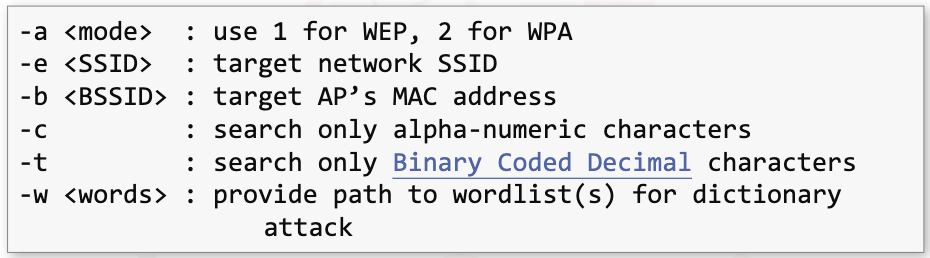 -a <mode>  : use 1 for WEP, 2 for WPA
-e <SSID>  : target network SSID
-b <BSSID> : target AP’s MAC address
-c         : search only alpha-numeric characters
-t         : search only Binary Coded Decimal characters
-w <words> : provide path to wordlist(s) for dictionary
attack